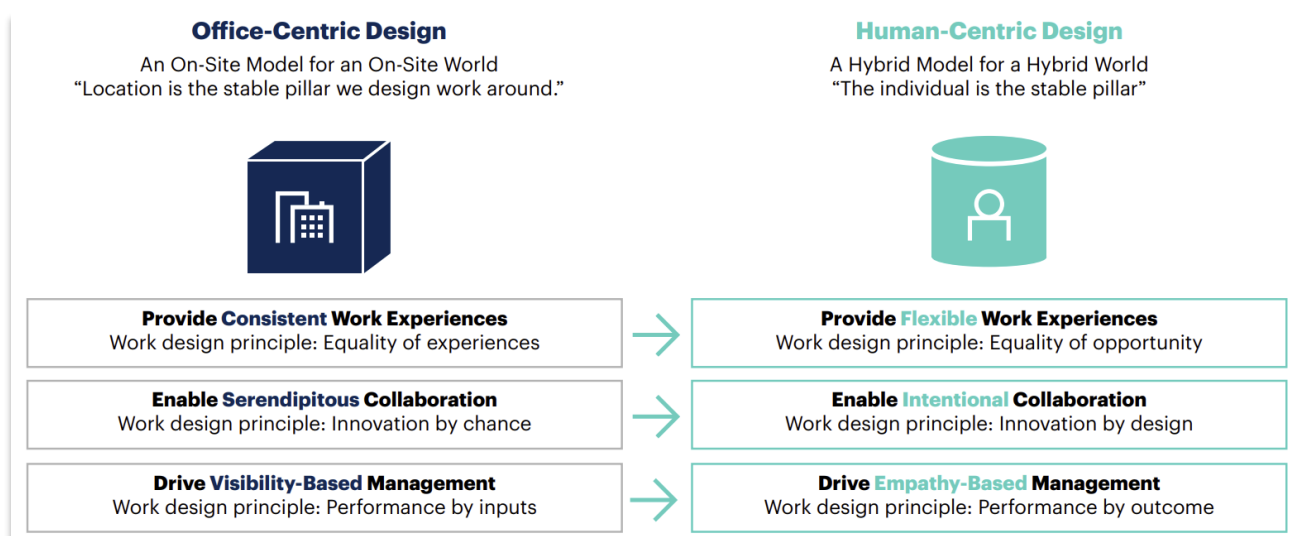 Office-Centric Design
An On-Site Model for an On-Site World
“Location is the stable pillar we design work around.”
Human-Centric Design
A Hybrid Model for a Hybrid World
“The individual is the stable pillar”
Provide Consistent Work Experiences
Work design principle: Equality of experiences
Provide Flexible Work Experiences
Work design principle: Equality of opportunity
Enable Serendipitous Collaboration
Work design principle: Innovation by chance
Enable Intentional Collaboration
Work design principle: Innovation by design
Drive Visibility-Based Management
Work design principle: Performance by inputs
Drive Empathy-Based Management
Work design principle: Performance by outcome